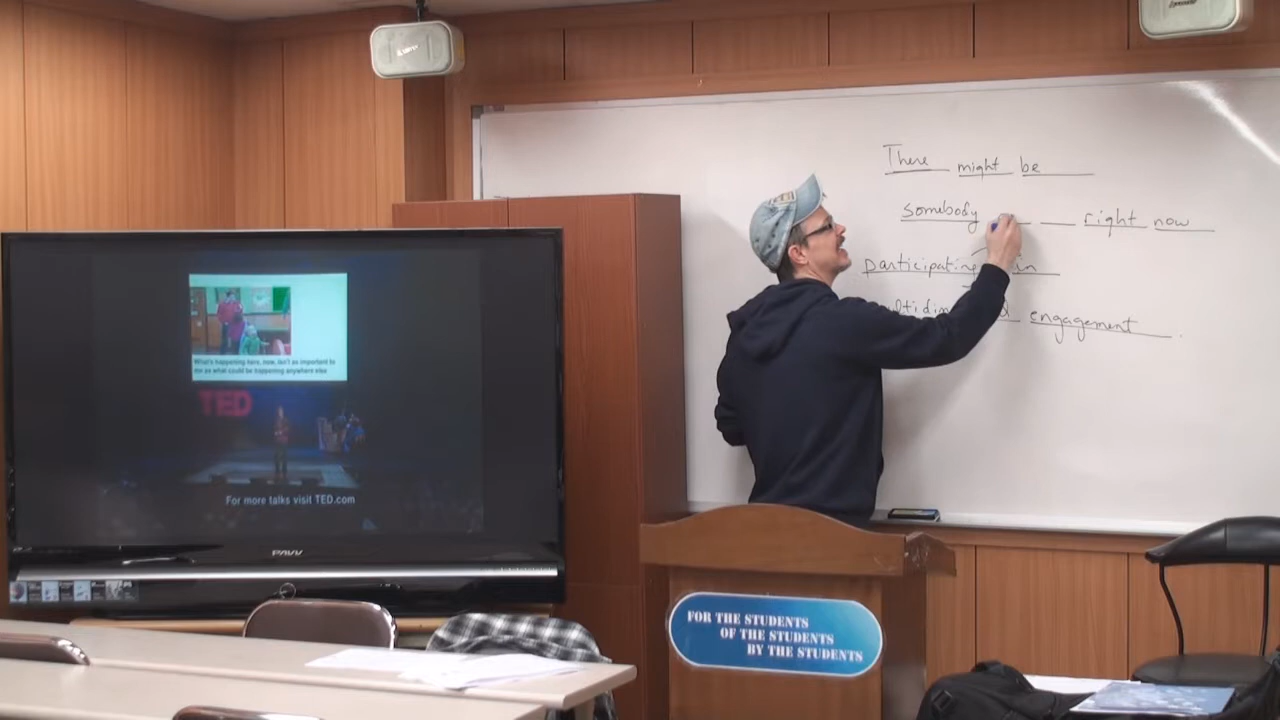 There might be
somebody right now
participating in
engagement.
What's happening here, now, isn't as important to
me as what could be happening anywhere else
TED
For more talks visit TED.com
PAVV
FOR THE STUDENTS
OF THE STUDENTS
BY THE STUDENTS